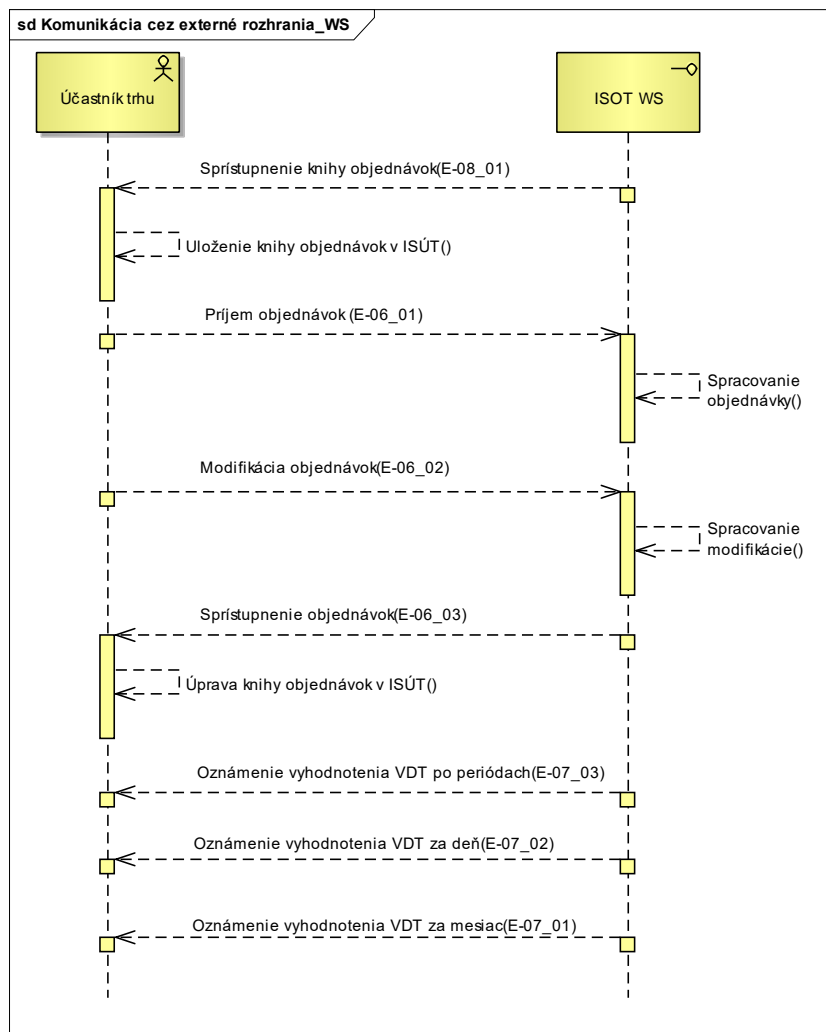 sd Komunikácia cez externé rozhrania_WS
Účastník trhu
ISOT WS
Sprístupnenie knihy objednávok(E-08_01)
Uloženie knihy objednávok v ISÚT()
Príjem objednávok (E-06_01)
Spracovanie
objednávky()
Modifikácia objednávok(E-06_02)
Spracovanie
modifikácie()
Sprístupnenie objednávok(E-06_03)
Úprava knihy objednávok v ISÚT()
Oznámenie vyhodnotenia VDT po periódach(E-07_03)
Oznámenie vyhodnotenia VDT za deň(E-07_02)
Oznámenie vyhodnotenia VDT za mesiac(E-07_01)